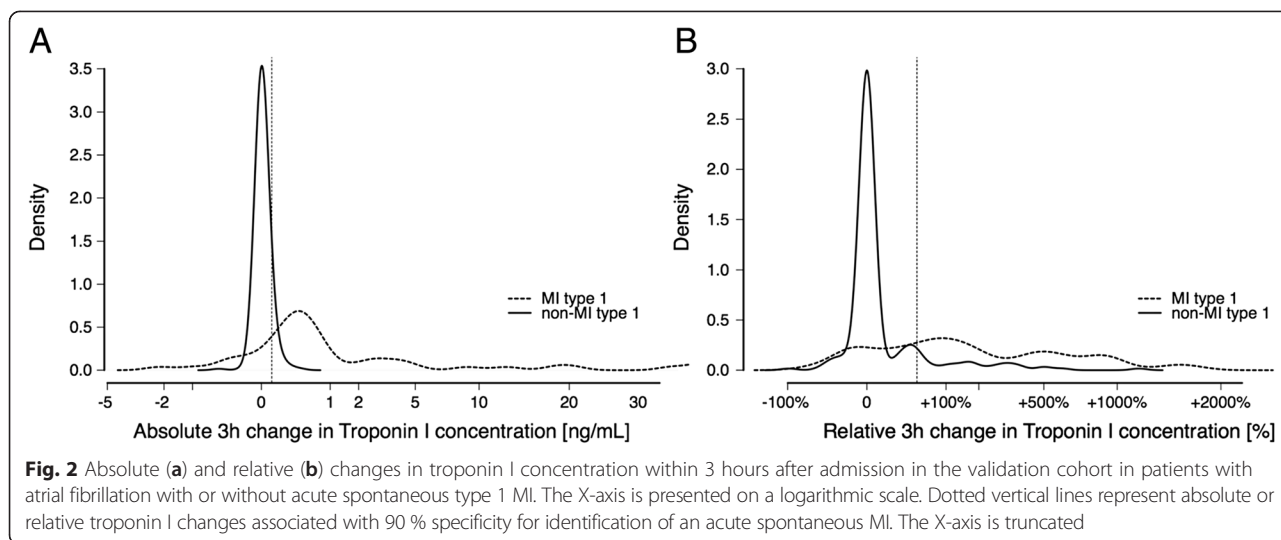 A
3.5
3.0
2.5
2.0
1.5
1.0
0.5
0.0
Density
MI type 1
non-MI type 1
-5 -2 0 1 2 5 10 20 30
Absolute 3h change in Troponin I concentration [ng/mL]
B
3.0
2.5
2.0
1.5
1.0
0.5
0.0
Density
MI type 1
non-MI type 1
-100% 0 +100% +500% +1000% +2000%
Relative 3h change in Troponin I concentration [%]
Fig. 2 Absolute (a) and relative (b) changes in troponin I concentration within 3 hours after admission in the validation cohort in patients with
atrial fibrillation with or without acute spontaneous type 1 MI. The X-axis is presented on a logarithmic scale. Dotted vertical lines represent absolute or
relative troponin I changes associated with 90 % specificity for identification of an acute spontaneous MI. The X-axis is truncated